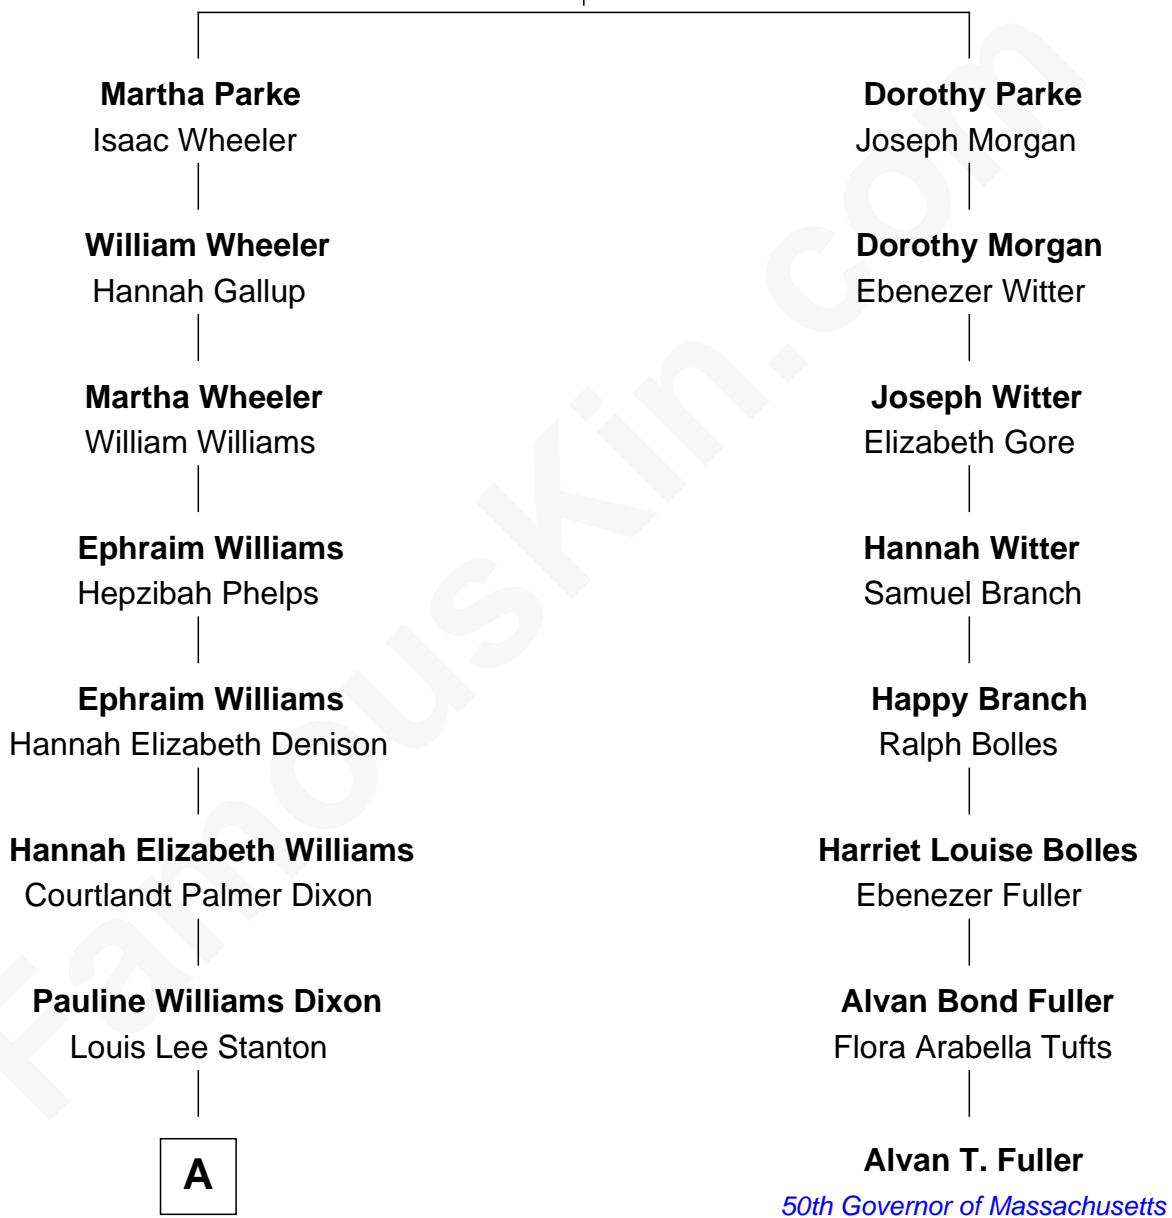 Martha Parke
Isaac Wheeler
William Wheeler
Hannah Gallup
Martha Wheeler
William Williams
Ephraim Williams
Hepzibah Phelps
Ephraim Williams
Hannah Elizabeth Denison
Hannah Elizabeth Williams
Courtlandt Palmer Dixon
Pauline Williams Dixon
Louis Lee Stanton
A
Dorothy Parke
Joseph Morgan
Dorothy Morgan
Ebenezer Witter
Joseph Witter
Elizabeth Gore
Hannah Witter
Samuel Branch
Happy Branch
Ralph Bolles
Harriet Louise Bolles
Ebenezer Fuller
Alvan Bond Fuller
Flora Arabella Tufts
Alvan T. Fuller
50th Governor of Massachusetts
FamousKin.com